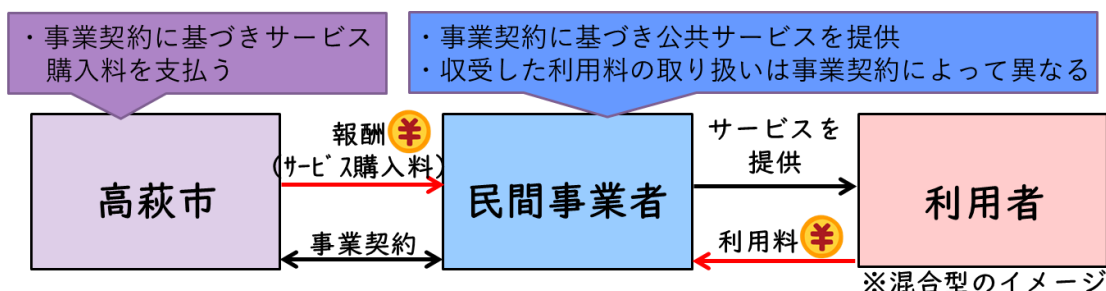 ・事業契約に基づきサービス
購入料を支払う
・事業契約に基づき公共サービスを提供
・収受した利用料の取り扱いは事業契約によって異なる
高萩市
報酬¥
(ｻｰﾋﾞｽ購入料)
事業契約
民間事業者
サービスを
提供
利用料¥
利用者
※混合型のイメージ